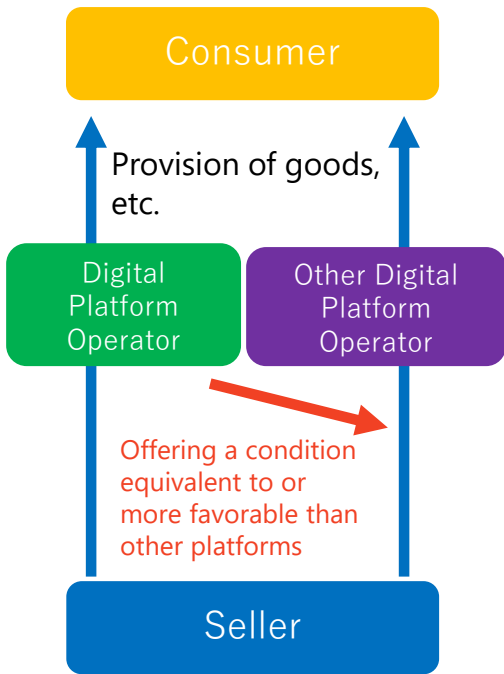 Consumer
Provision of goods,
etc.
Digital
Platform
Operator
Other Digital
Platform
Operator
Offering a condition
equivalent to or
more favorable than
other platforms
Seller